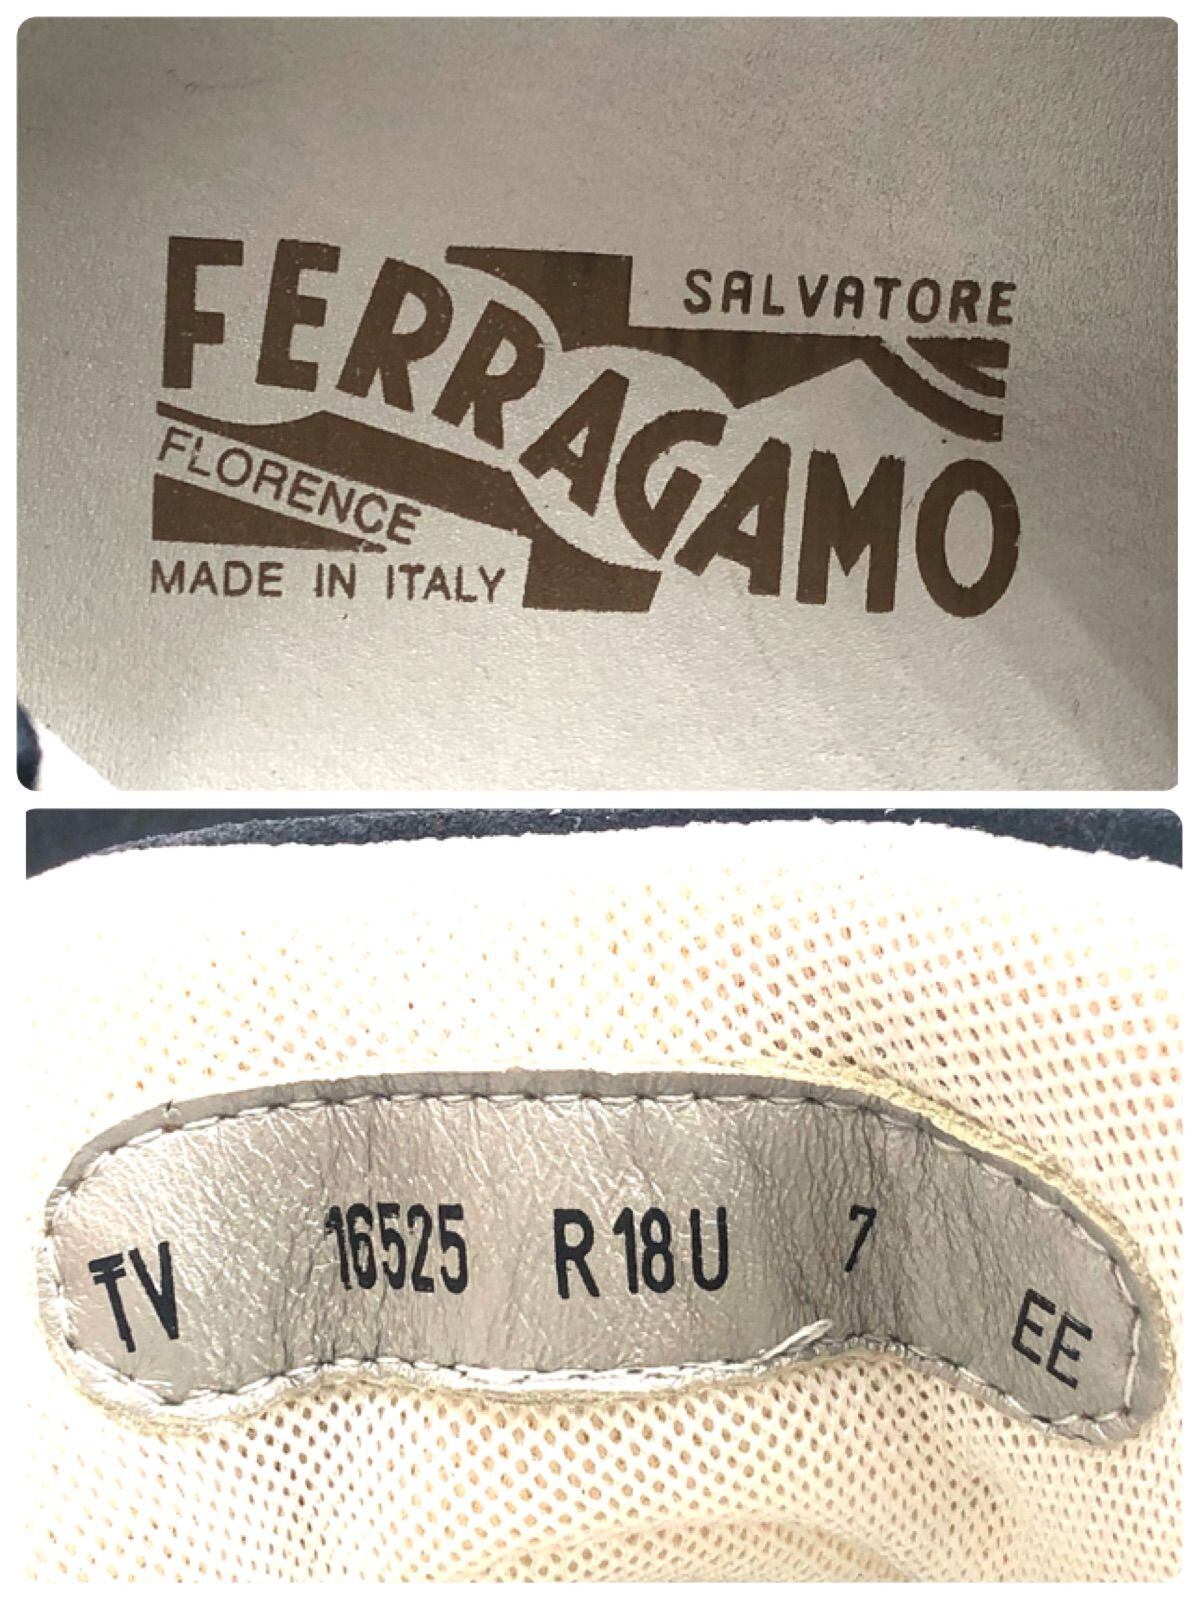 SALVATORE
FERRAGAMO
FLORENCE
MADE IN ITALY
TV 16525 R 18 U 7 EE